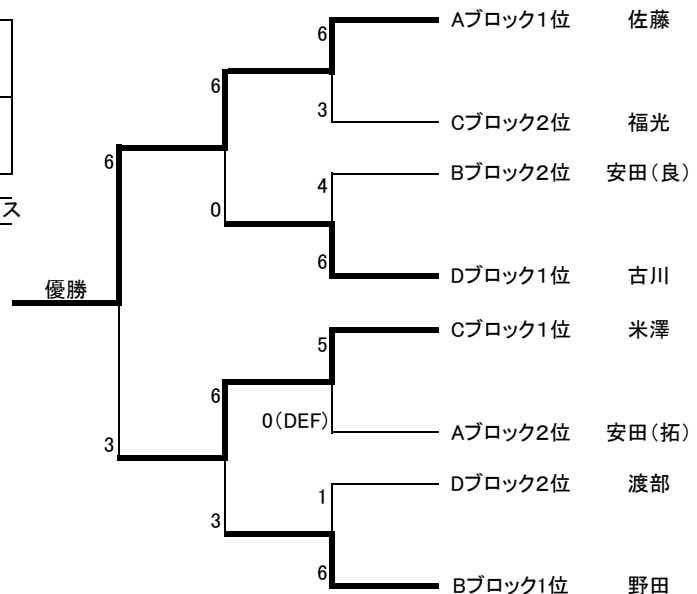 6 Aブロック1位 佐藤
6
3 Cブロック2位 福光
6
4 Bブロック2位 安田(良)
0
ス
6 Dブロック1位 古川
優勝
5 Cブロック1位 米澤
6
0(DEF) Aブロック2位 安田(拓)
3
1 Dブロック2位 渡部
3
6 Bブロック1位 野田